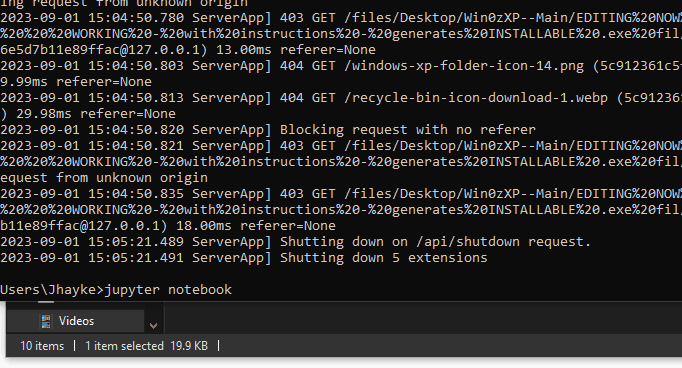 ing request from unknown origin
2023-09-01 15:04:50.780 ServerApp] 403 GET /files/Desktop/Win0zXP--Main/EDITING%20NOW%
%20%20%20WORKING%20-%20with%20instructions%20-%20generates%20INSTALLABLE%20.exe%20fil,
6e5d7b11e89ffac@127.0.0.1) 13.00ms referer=None
2023-09-01 15:04:50.803 ServerApp] 404 GET /windows-xp-folder-icon-14.png (5c912361c5f
9.99ms referer=None
2023-09-01 15:04:50.813 ServerApp] 404 GET /recycle-bin-icon-download-1.webp (5c912361
) 29.98ms referer=None
2023-09-01 15:04:50.820 ServerApp] Blocking request with no referer
2023-09-01 15:04:50.821 ServerApp] 403 GET /files/Desktop/Win0zXP--Main/EDITING%20NOW%
%20%20%20WORKING%20-%20with%20instructions%20-%20generates%20INSTALLABLE%20.exe%20fil,
equest from unknown origin
2023-09-01 15:04:50.835 ServerApp] 403 GET /files/Desktop/Win0zXP--Main/EDITING%20NOW%
%20%20%20WORKING%20-%20with%20instructions%20-%20generates%20INSTALLABLE%20.exe%20fil,
b11e89ffac@127.0.0.1) 18.00ms referer=None
2023-09-01 15:05:21.489 ServerApp] Shutting down on /api/shutdown request.
2023-09-01 15:05:21.491 ServerApp] Shutting down 5 extensions
Users\Jhayke>jupyter notebook
Videos
10 items | 1 item selected 19.9 KB |